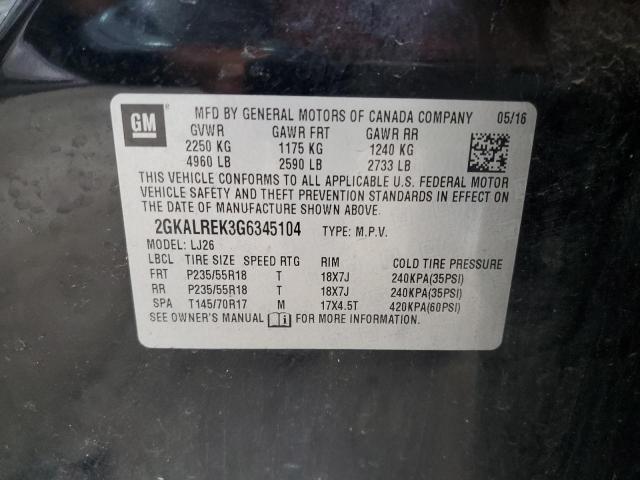 GM
MFD BY GENERAL MOTORS OF CANADA COMPANY 05/16
GVWR GAWR FRT GAWR RR
2250 KG 1175 KG 1240 KG
4960 LB 2590 LB 2733 LB
THIS VEHICLE CONFORMS TO ALL APPLICABLE U.S. FEDERAL MOTOR
VEHICLE SAFETY AND THEFT PREVENTION STANDARDS IN EFFECT ON
THE DATE OF MANUFACTURE SHOWN ABOVE.
2GKALREK3G6345104 TYPE: M.P.V.
MODEL: LJ26
LBCL TIRE SIZE SPEED RTG RIM COLD TIRE PRESSURE
FRT P235/55R18 T 18X7J 240KPA(35PSI)
RR P235/55R18 T 18X7J 240KPA(35PSI)
SPA T145/70R17 M 17X4.5T 420KPA(60PSI)
SEE OWNER'S MANUAL FOR MORE INFORMATION.